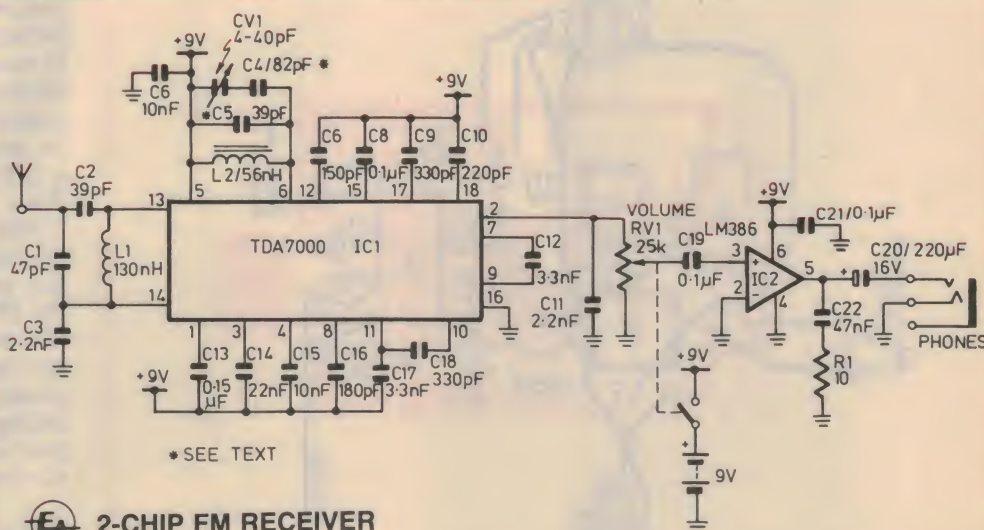 +9V
CV1
4-40pF
C4/82pF *
C6
10nF
* C5
39pF
L2/56nH
5
6
+9V
C6
150pF
C8
0·1µF
C9
330pF
C10
220pF
12
15
17
18
C2
39pF
13
C1
47pF
L1
130nH
14
C3
2·2nF
TDA7000 IC1
2
7
9
16
C12
3·3nF
C11
2·2nF
VOLUME
RV1
25k
C19
0·1µF
LM386
+9V
C21/0·1µF
3
+
2
-
IC2
6
5
4
C20/220µF
+
16V
C22
47nF
R1
10
PHONES
1
3
4
8
11
10
C13
0·15
µF
C14
22nF
C15
10nF
C16
180pF
C17
3·3nF
C18
330pF
+9V
+9V
+
9V
* SEE TEXT
EA 2-CHIP FM RECEIVER